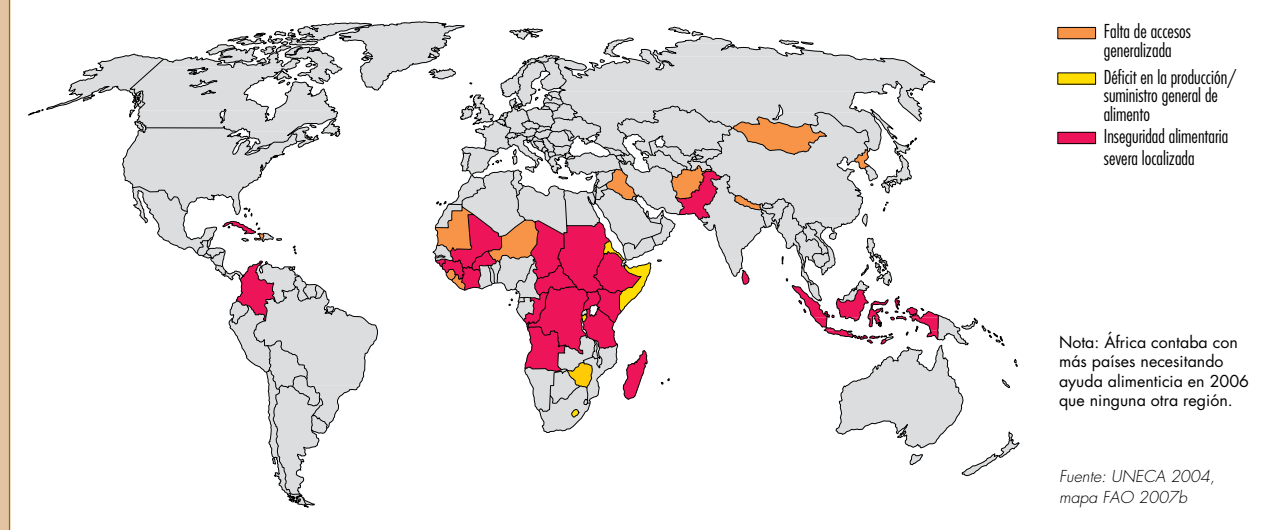 Falta de accesos
generalizada
Déficit en la producción/
suministro general de
alimento
Inseguridad alimentaria
severa localizada
Nota: África contaba con
más países necesitando
ayuda alimenticia en 2006
que ninguna otra región.
Fuente: UNECA 2004,
mapa FAO 2007b